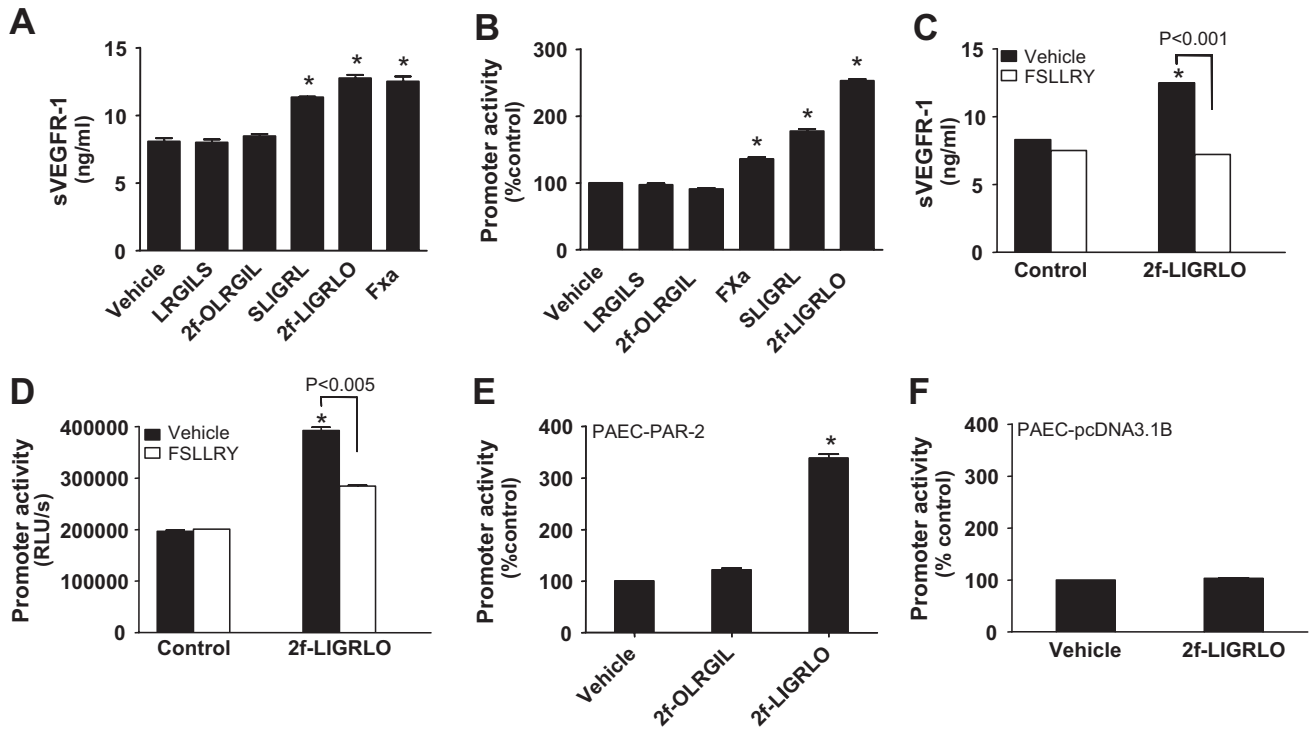 A
sVEGFR-1
(ng/ml)
15
10
5
0
*
*
*
Vehicle
LRGILS
2f-OLRGIL
SLIGRL
2f-LIGRLO
Fxa
B
Promoter activity
(%control)
300
200
100
0
*
*
*
Vehicle
LRGILS
2f-OLRGIL
FXa
SLIGRL
2f-LIGRLO
C
sVEGFR-1
(ng/ml)
15
10
5
0
Vehicle
FSLLRY
P<0.001
*
Control
2f-LIGRLO
D
Promoter activity
(RLU/s)
400000
300000
200000
100000
0
Vehicle
FSLLRY
P<0.005
*
Control
2f-LIGRLO
E
Promoter activity
(%control)
400
300
200
100
0
PAEC-PAR-2
*
Vehicle
2f-OLRGIL
2f-LIGRLO
F
Promoter activity
(% control)
400
300
200
100
0
PAEC-pcDNA3.1B
Vehicle
2f-LIGRLO